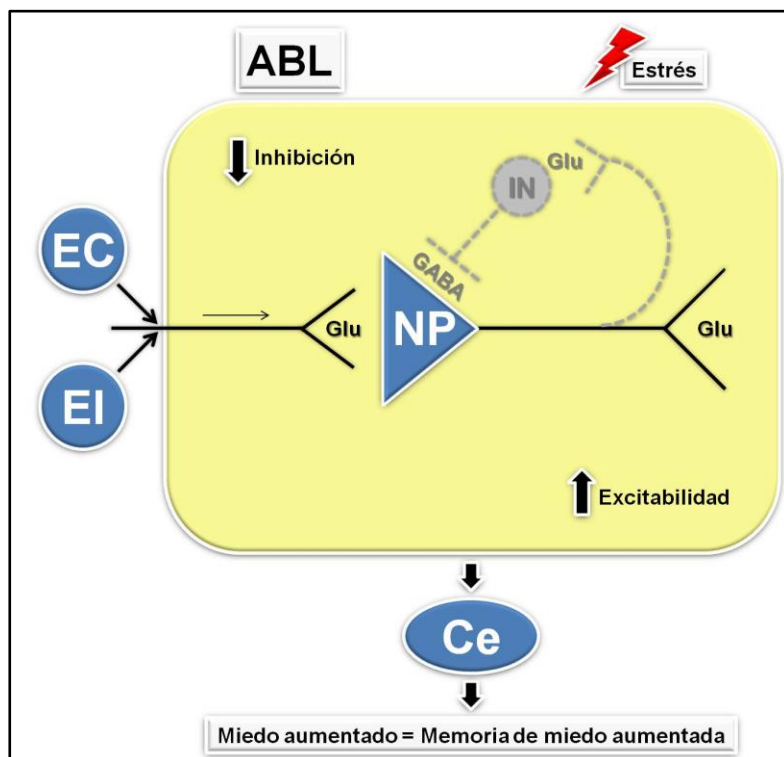 ABL
Estrés
Inhibición
Glu
IN
GABA
EC
Glu
NP
Glu
EI
Excitabilidad
Ce
Miedo aumentado = Memoria de miedo aumentada